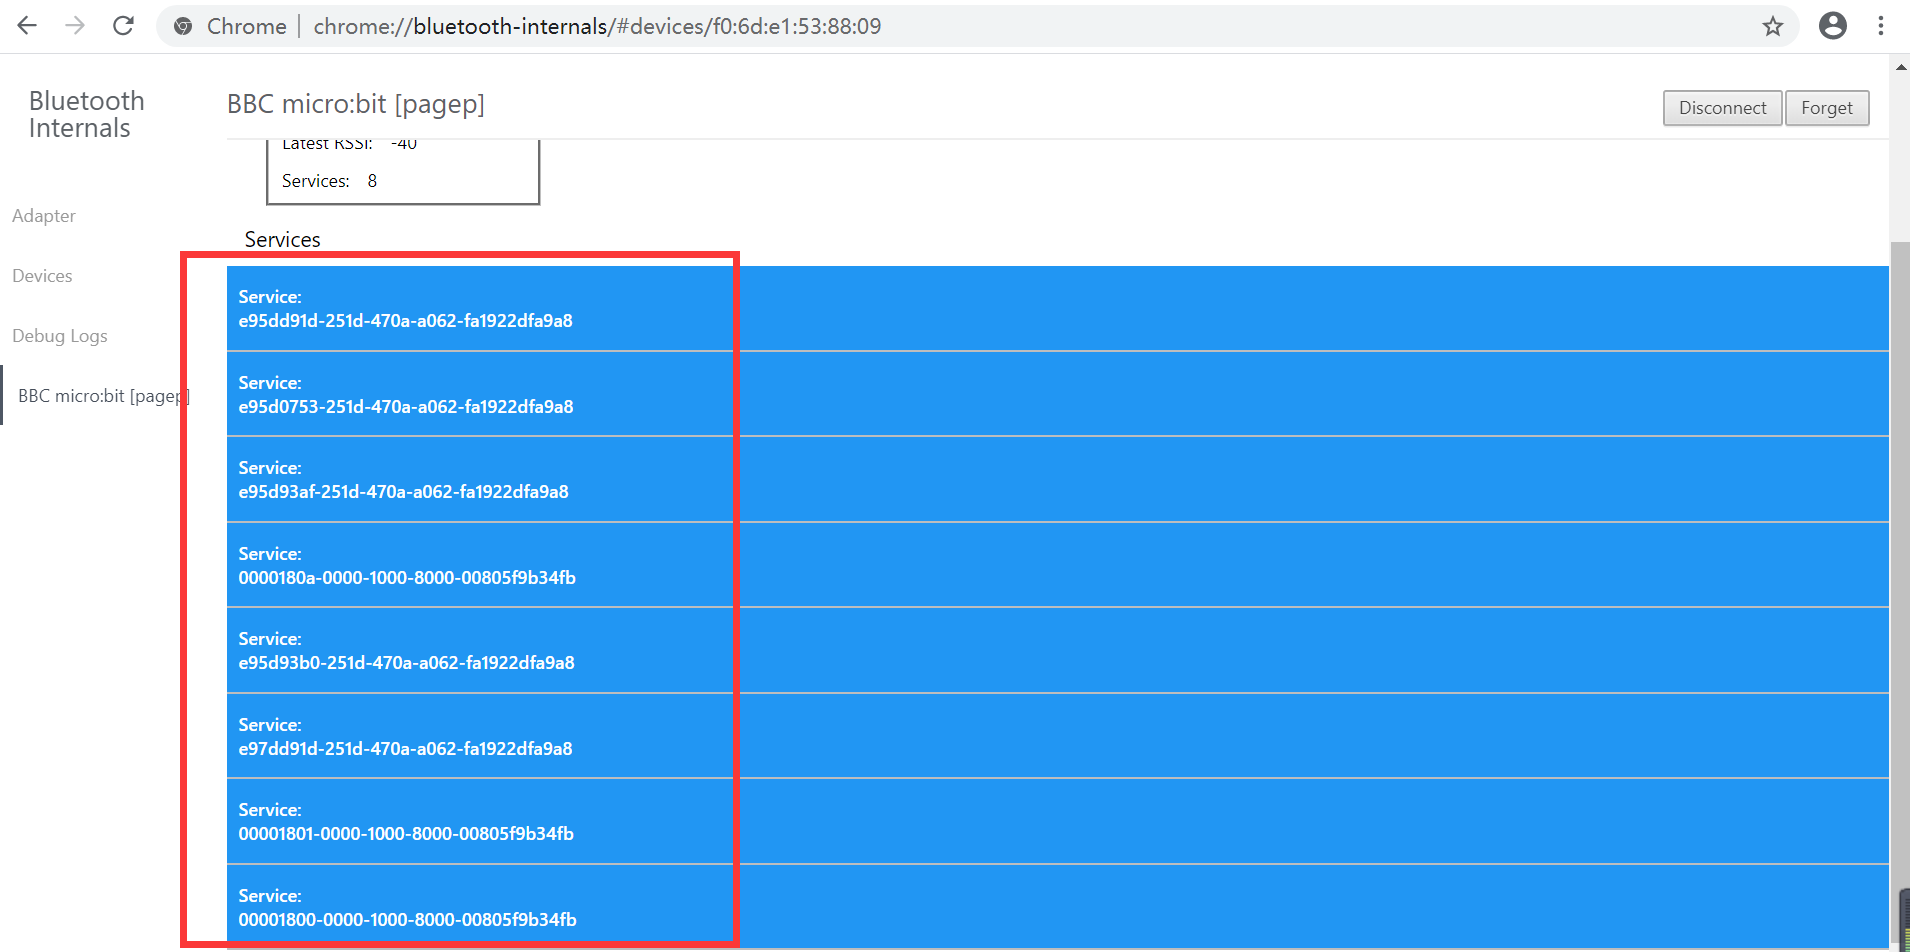 Chrome | chrome://bluetooth-internals/#devices/f0:6d:e1:53:88:09
Bluetooth
Internals
BBC micro:bit [pagep]
Disconnect
Forget
Adapter
Devices
Debug Logs
BBC micro:bit [pagep]
Latest RSSI: -40
Services: 8
Services
Service:
e95dd91d-251d-470a-a062-fa1922dfa9a8
Service:
e95d0753-251d-470a-a062-fa1922dfa9a8
Service:
e95d93af-251d-470a-a062-fa1922dfa9a8
Service:
0000180a-0000-1000-8000-00805f9b34fb
Service:
e95d93b0-251d-470a-a062-fa1922dfa9a8
Service:
e97dd91d-251d-470a-a062-fa1922dfa9a8
Service:
00001801-0000-1000-8000-00805f9b34fb
Service:
00001800-0000-1000-8000-00805f9b34fb